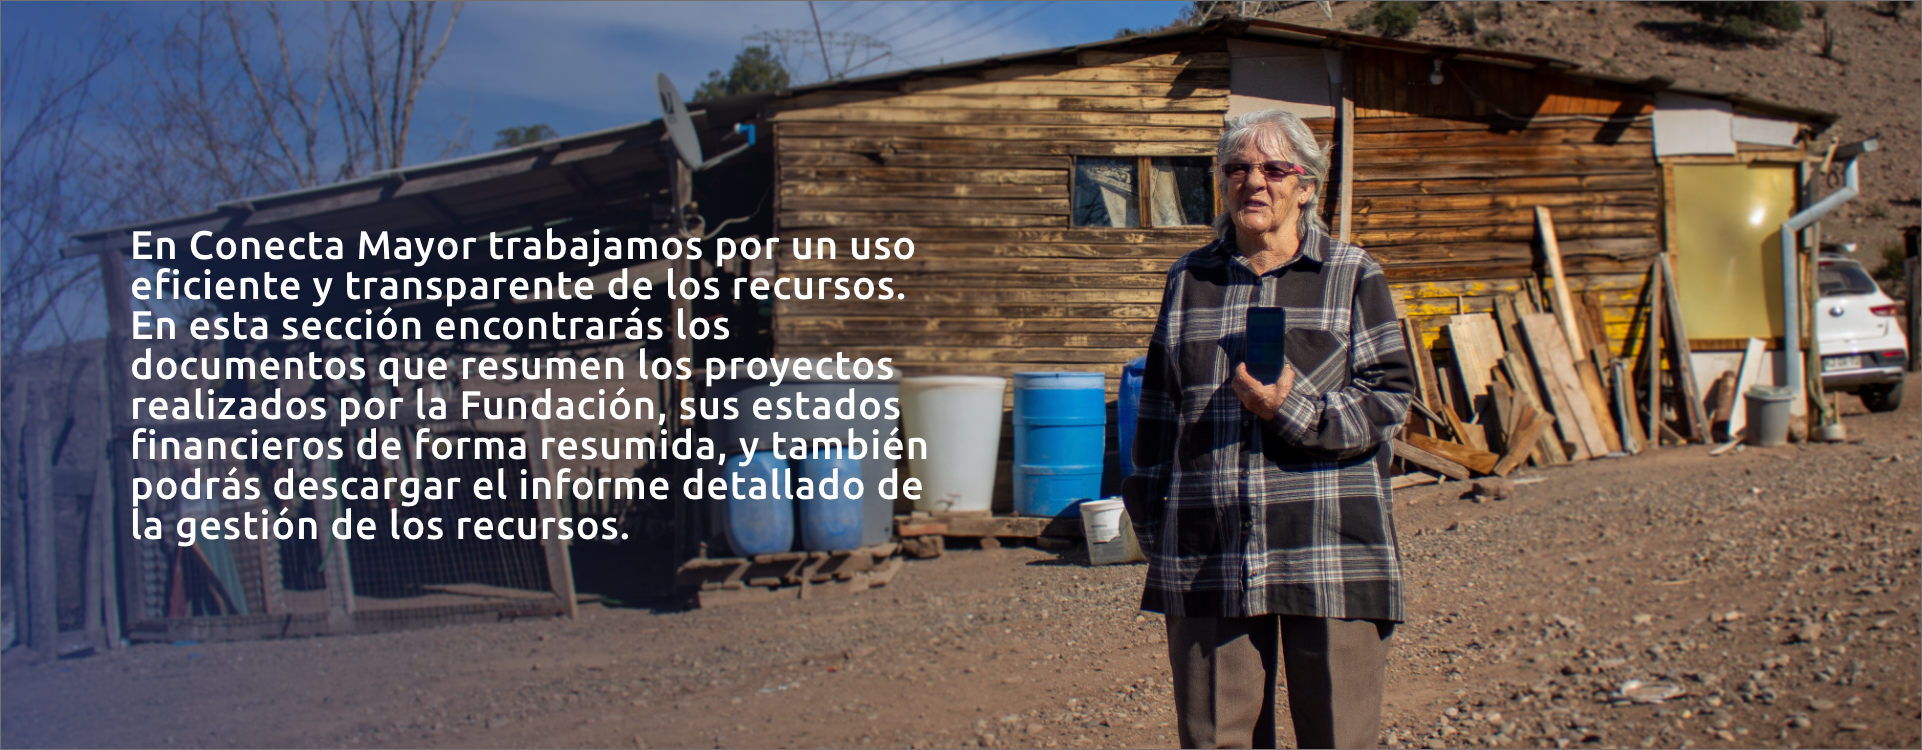 En Conecta Mayor trabajamos por un uso
eficiente y transparente de los recursos.
En esta sección encontrarás los
documentos que resumen los proyectos
realizados por la Fundación, sus estados
financieros de forma resumida, y también
podrás descargar el informe detallado de
la gestión de los recursos.